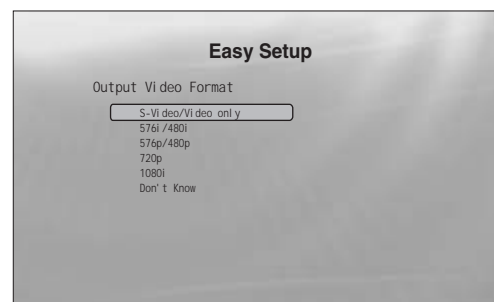 Easy Setup
Output Video Format
S-Video/Video only
576i/480i
576p/480p
720p
1080i
Don't Know